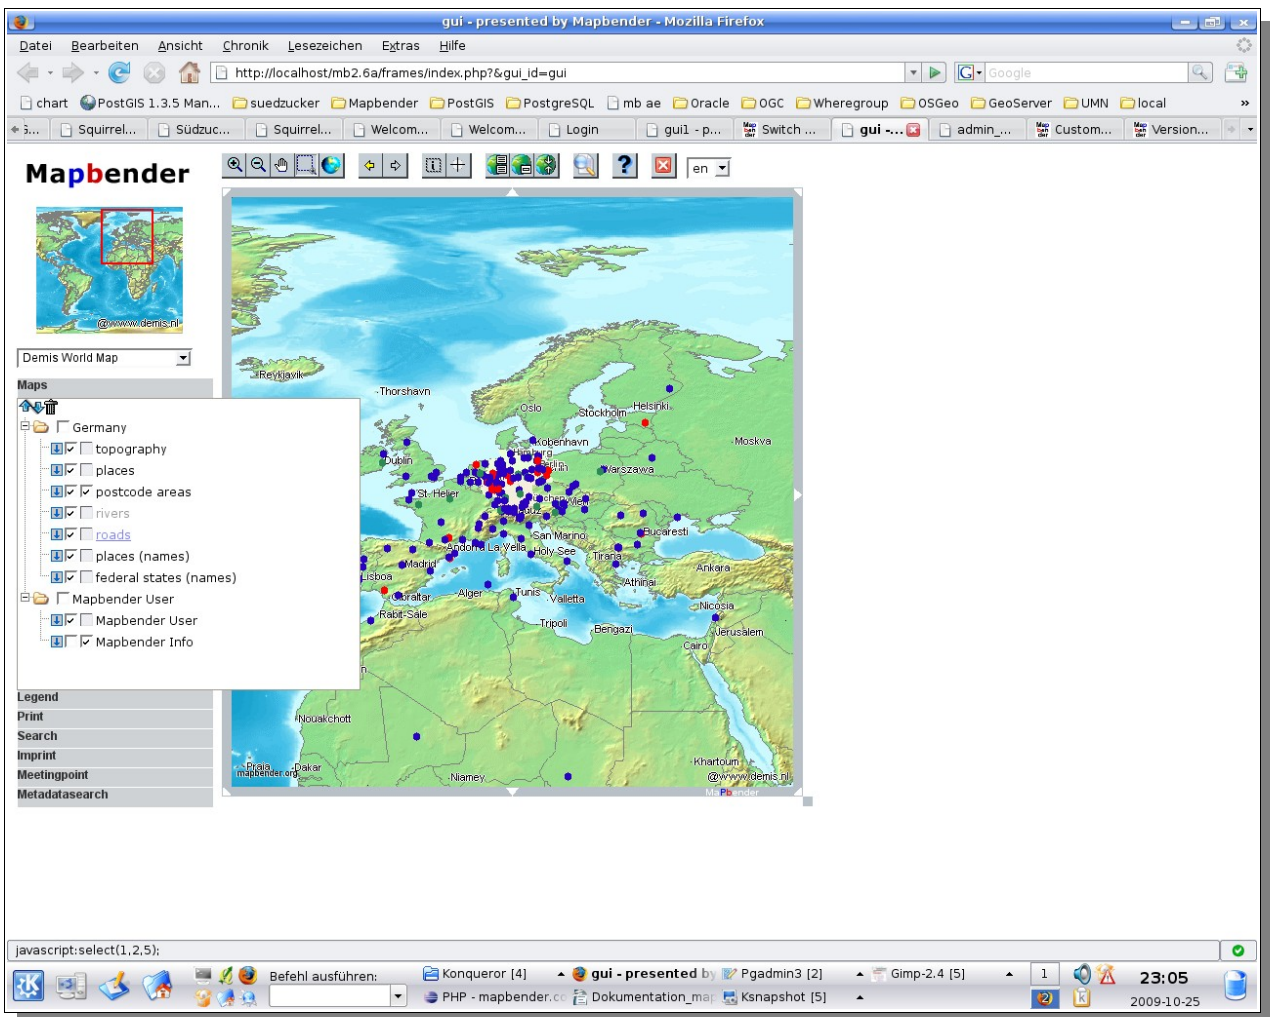 gui - presented by Mapbender - Mozilla Firefox
Datei Bearbeiten Ansicht Chronik Lesezeichen Extras Hilfe
http://localhost/mb2.6a/frames/index.php?&gui_id=gui
G Google
chart PostGIS 1.3.5 Man... suedzucker Mapbender PostGIS PostgreSQL mb ae Oracle OGC Wheregroup OSGeo GeoServer UMN local »
Squirrel... Südzuc... Squirrel... Welcom... Welcom... Login gui1 - p... Switch ... gui -... admin_... Custom... Version...
Mapbender
en
@www.demis.nl
Demis World Map
Maps
Germany
topography
places
postcode areas
rivers
roads
places (names)
federal states (names)
Mapbender User
Mapbender User
Mapbender Info
Legend
Print
Search
Imprint
Meetingpoint
Metadatasearch
Reykjavik
Thorshavn
Oslo
Stockholm
Helsinki
Kobenhavn
Moskva
Dublin
Warszawa
St. Helier
San Marino
Bucaresti
Andorra La Vella
Holy See
Tirana
Madrid
Ankara
Lisboa
Athinai
Gibraltar
Alger
Tunis
Valletta
Nicosia
Rabit-Sale
Tripoli
Bengazi
Jerusalem
Cairo
Nouakchott
Praia
Dakar
mapbender.org
Niamey
Khartoum
@www.demis.nl
MaPbender
javascript:select(1,2,5);
Befehl ausführen:
Konqueror [4] gui - presented by Pgadmin3 [2] Gimp-2.4 [5]
PHP - mapbender.co Dokumentation_map Ksnapshot [5]
1
2
23:05
2009-10-25